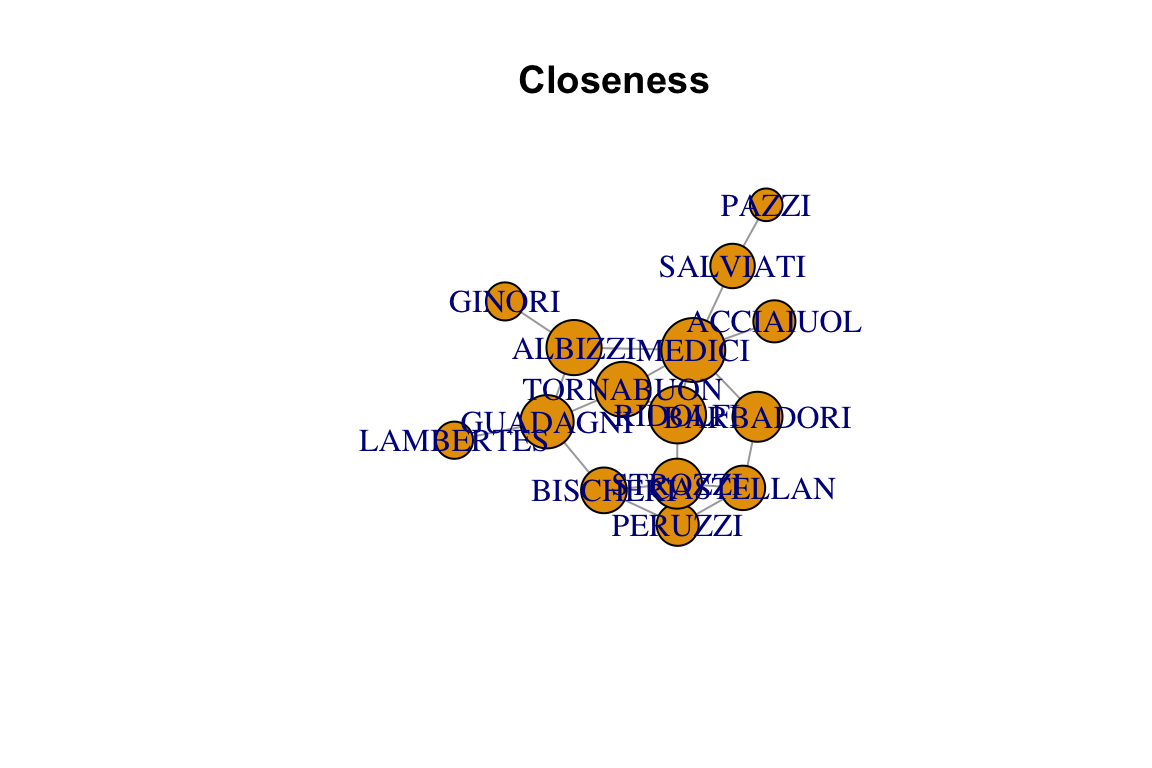 Closeness
PAZZI
SALVIATI
GINORI
ACCIAIUOL
ALBIZZI
MEDICI
TORNABUON
RIDOLFI
BARBADORI
GUADAGNI
LAMBERTES
STROZZI
BISCHERI
CASTELLAN
PERUZZI